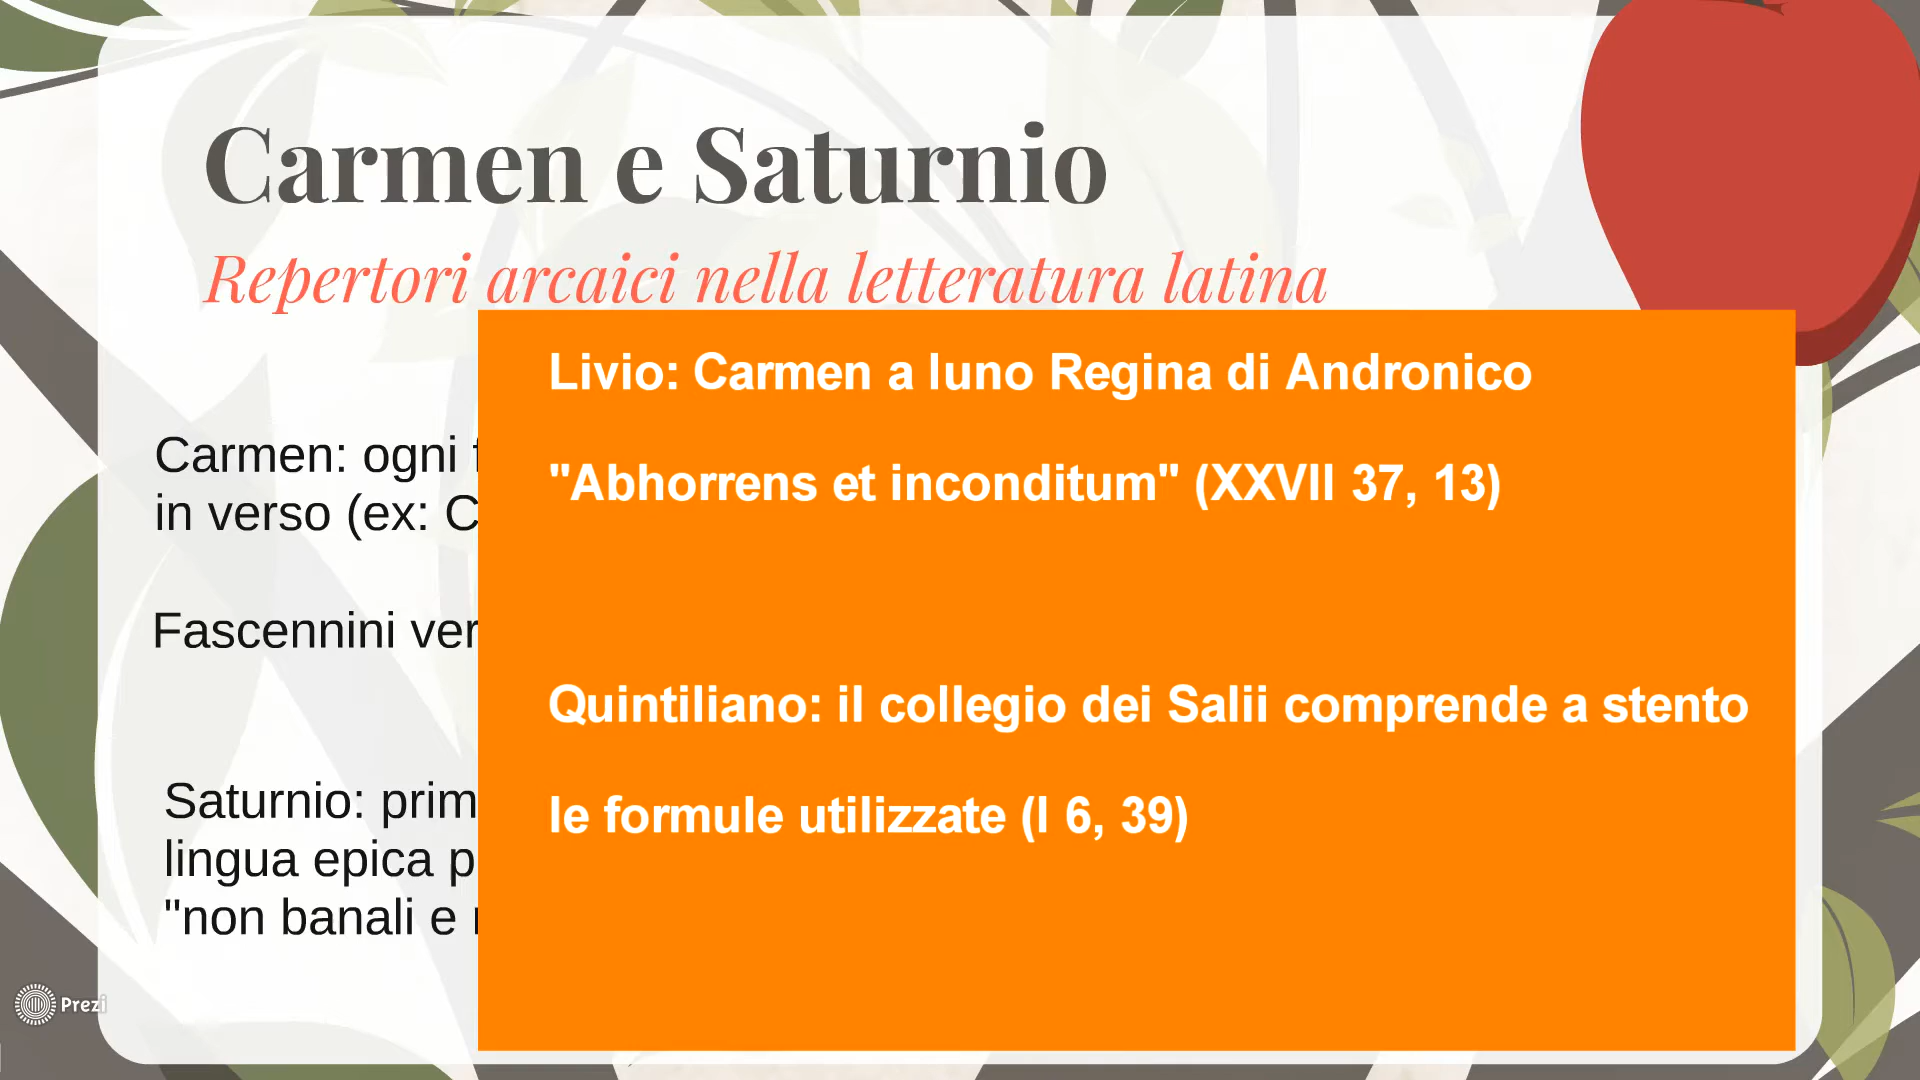 Carmen e Saturnio
Repertori arcaici nella letteratura latina
Livio: Carmen a Iuno Regina di Andronico
"Abhorrens et inconditum" (XXVII 37, 13)
Quintiliano: il collegio dei Salii comprende a stento
le formule utilizzate (I 6, 39)
Carmen: ogni
in verso (ex:
Fascennini
Saturnio:
lingua epica
"non banali e
Prezi